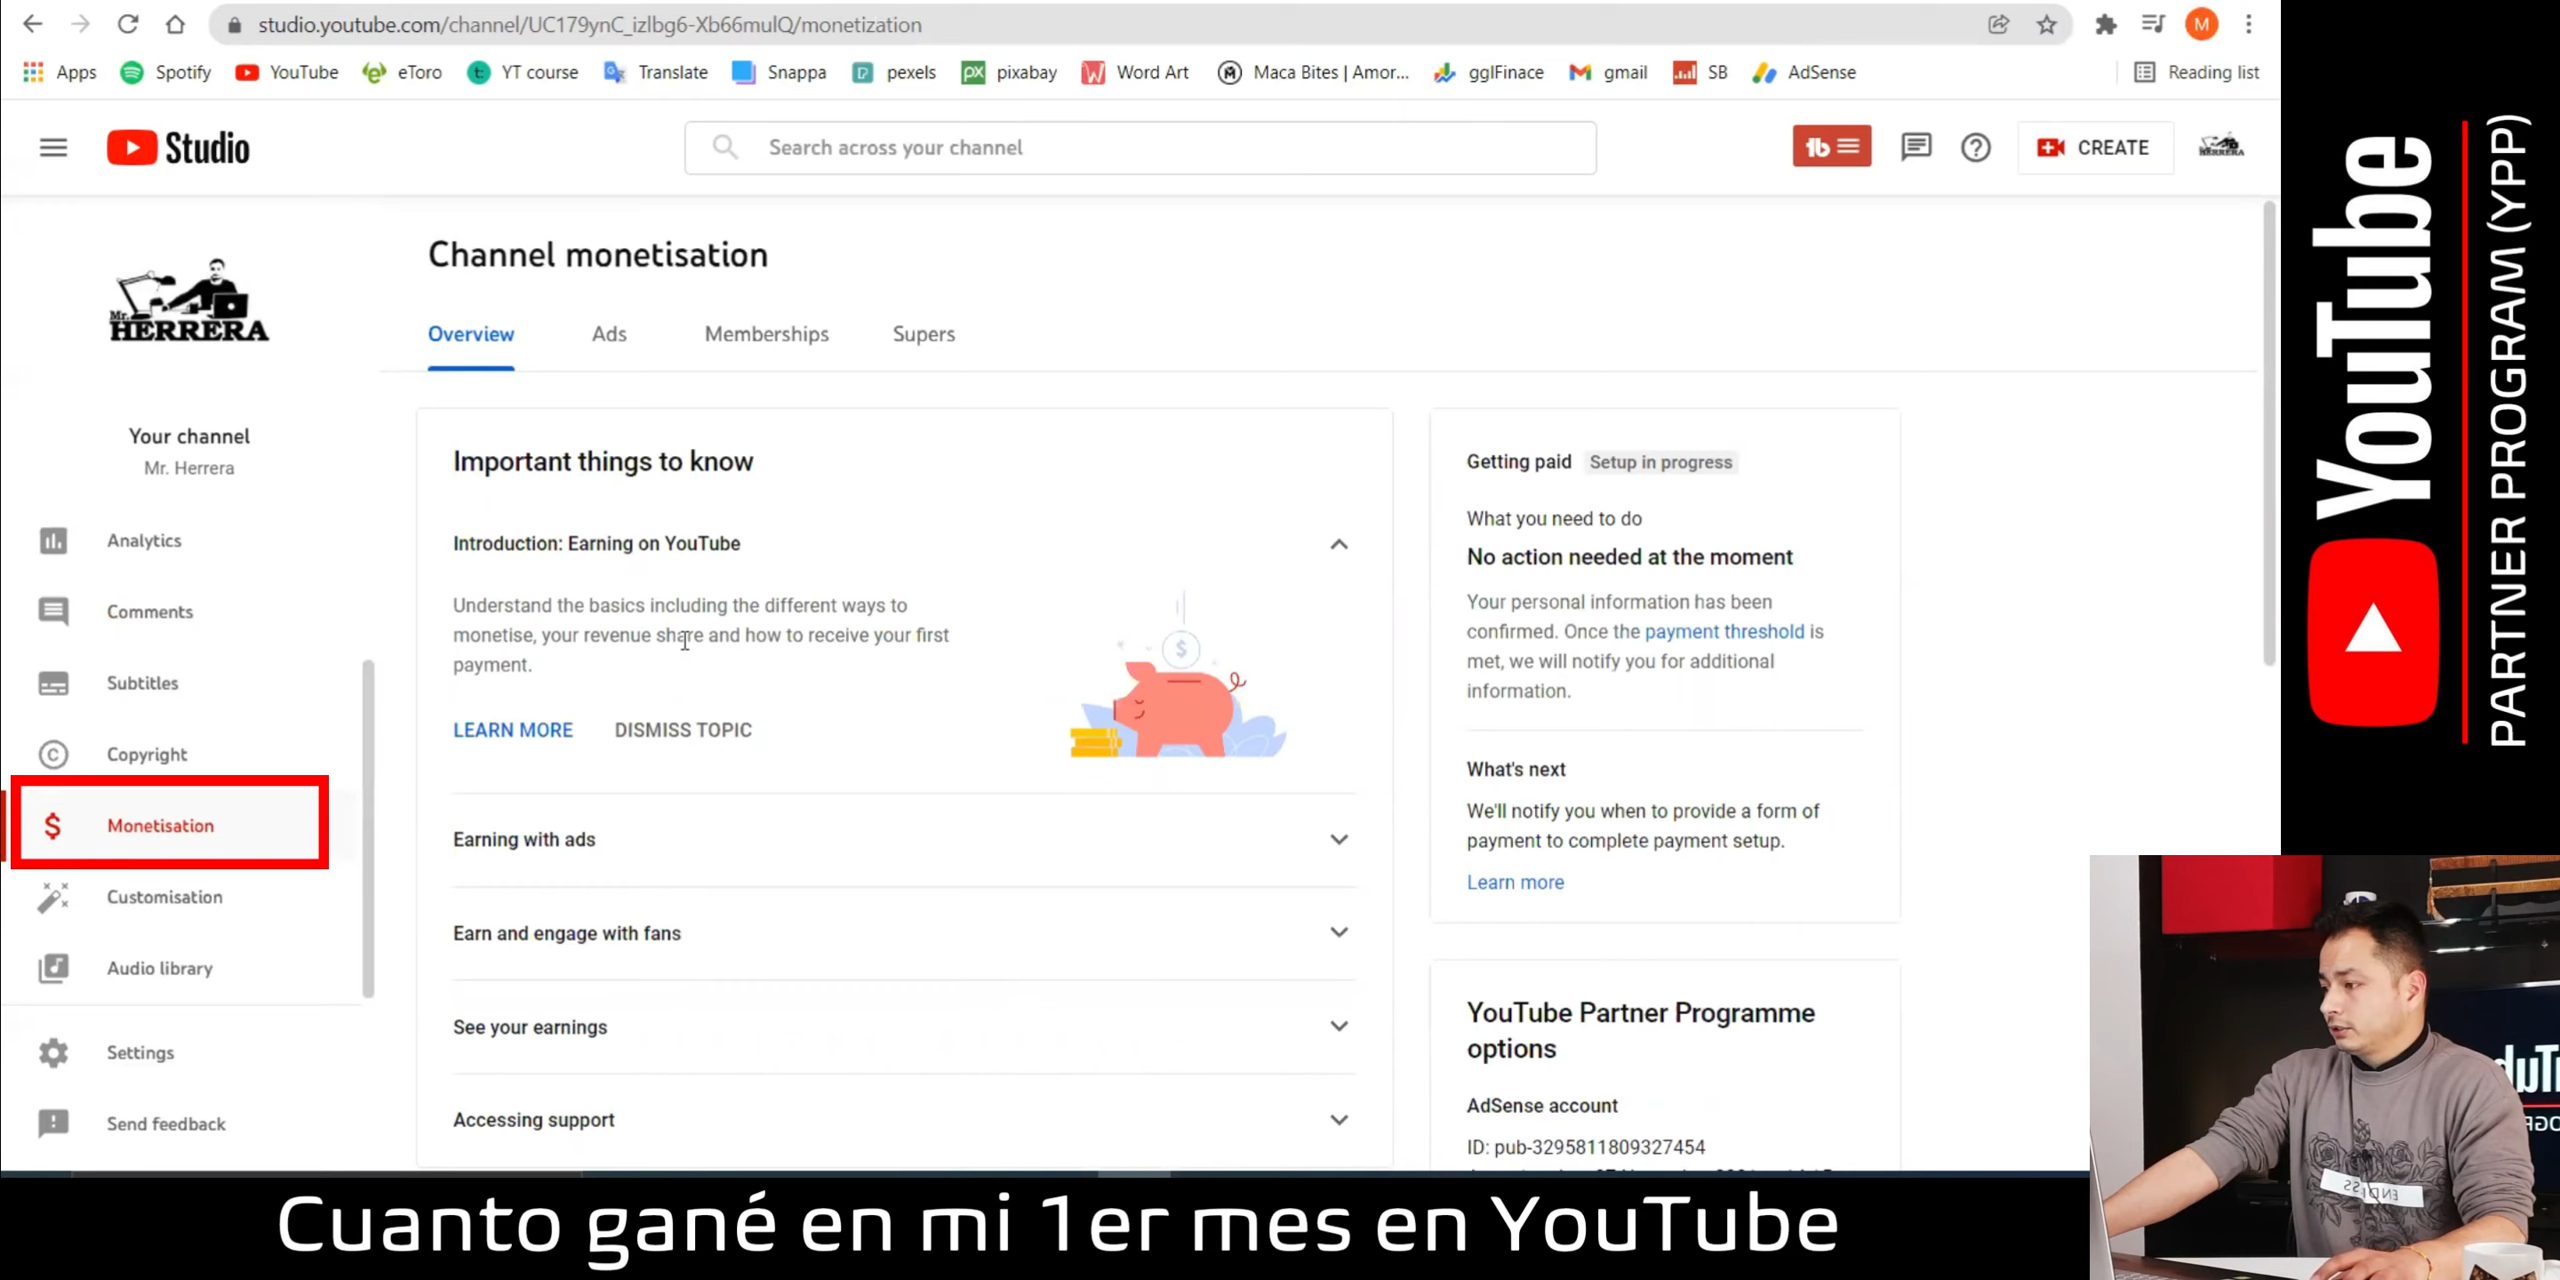 studio.youtube.com/channel/UC179ynC_izlbg6-Xb66mulQ/monetization
Apps Spotify YouTube eToro YT course Translate Snappa pexels pixabay Word Art Maca Bites | Amor... gglFinace gmail SB AdSense Reading list
Studio
Search across your channel
CREATE
Mr.
HERRERA
Your channel
Mr. Herrera
Analytics
Comments
Subtitles
Copyright
Monetisation
Customisation
Audio library
Settings
Send feedback
Channel monetisation
Overview Ads Memberships Supers
Important things to know
Introduction: Earning on YouTube
Understand the basics including the different ways to
monetise, your revenue share and how to receive your first
payment.
LEARN MORE DISMISS TOPIC
Earning with ads
Earn and engage with fans
See your earnings
Accessing support
Getting paid Setup in progress
What you need to do
No action needed at the moment
Your personal information has been
confirmed. Once the payment threshold is
met, we will notify you for additional
information.
What's next
We'll notify you when to provide a form of
payment to complete payment setup.
Learn more
YouTube Partner Programme
options
AdSense account
ID: pub-3295811809327454
YouTube
PARTNER PROGRAM (YPP)
Cuanto gané en mi 1er mes en YouTube